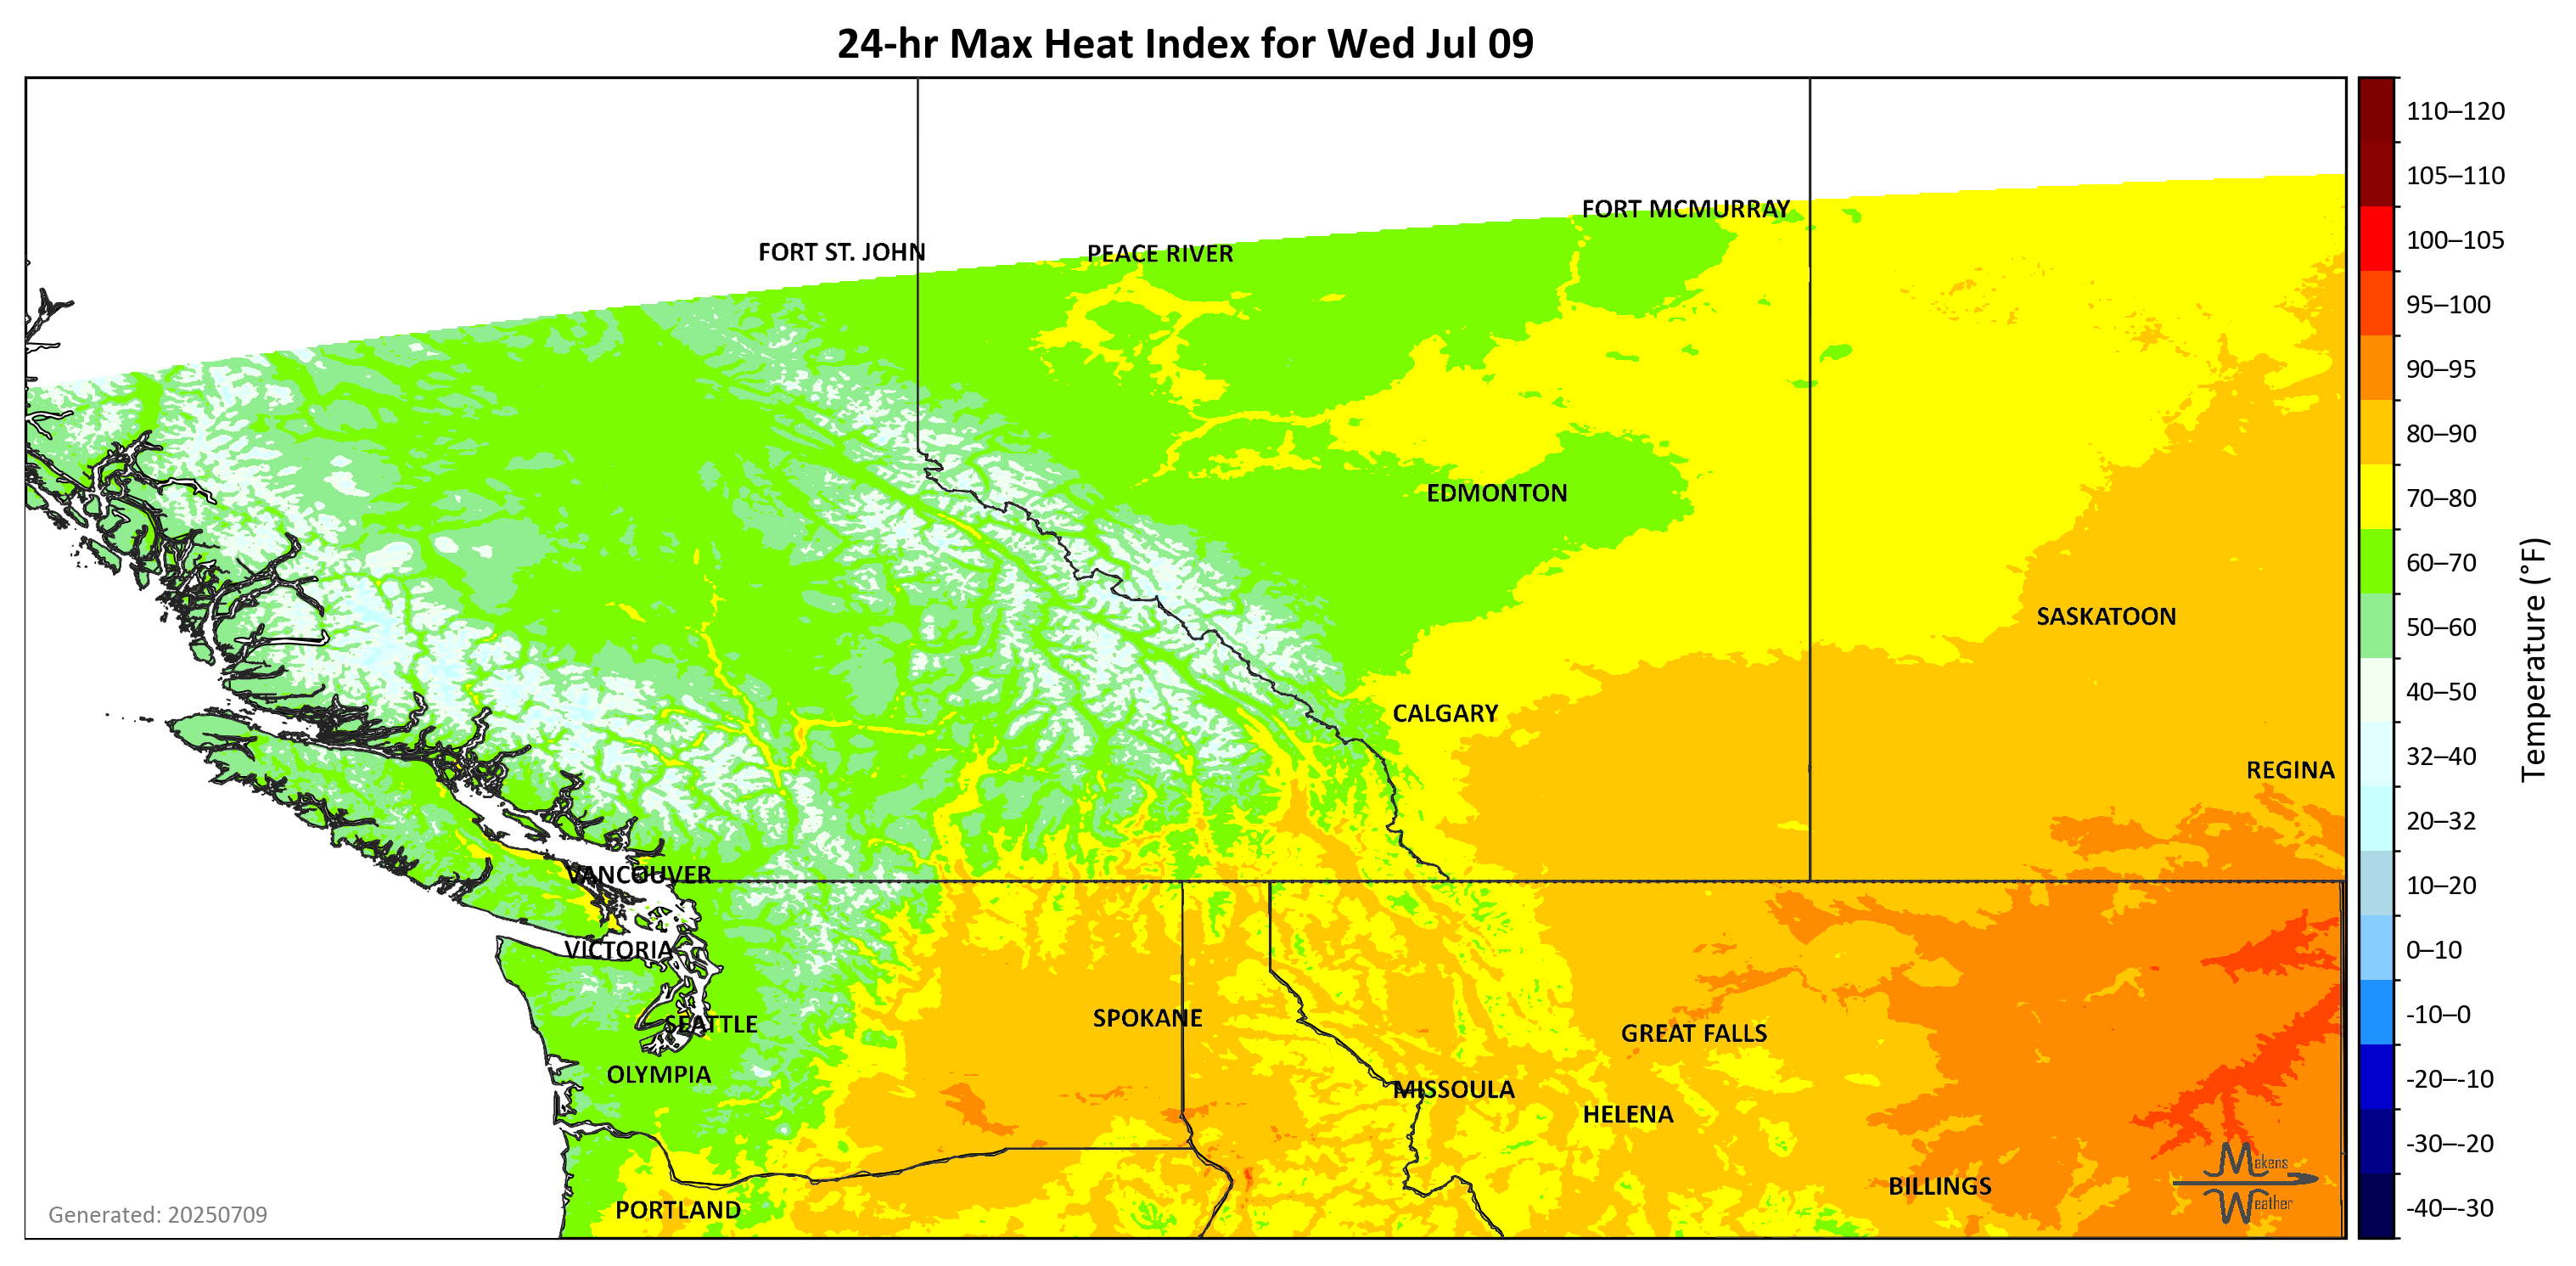 24-hr Max Heat Index for Wed Jul 09
110–120
105–110
FORT MCMURRAY
100–105
FORT ST. JOHN
PEACE RIVER
95–100
90–95
80–90
EDMONTON
70–80
60–70
SASKATOON
50–60
Temperature (°F)
40–50
CALGARY
32–40
REGINA
20–32
VANCOUVER
10–20
VICTORIA
0–10
SPOKANE
-10–0
SEATTLE
GREAT FALLS
OLYMPIA
-20–-10
MISSOULA
HELENA
-30–-20
Makens
BILLINGS
Weather
PORTLAND
-40–-30
Generated: 20250709